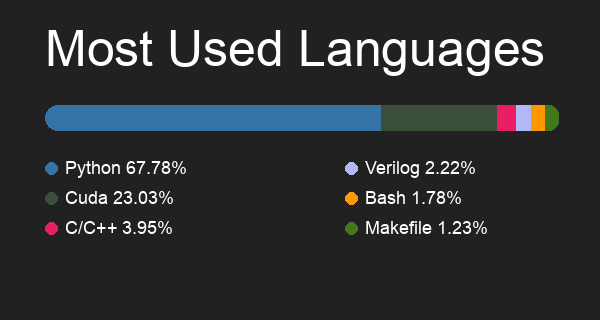 Most Used Languages
Python 67.78%
Cuda 23.03%
C/C++ 3.95%
Verilog 2.22%
Bash 1.78%
Makefile 1.23%